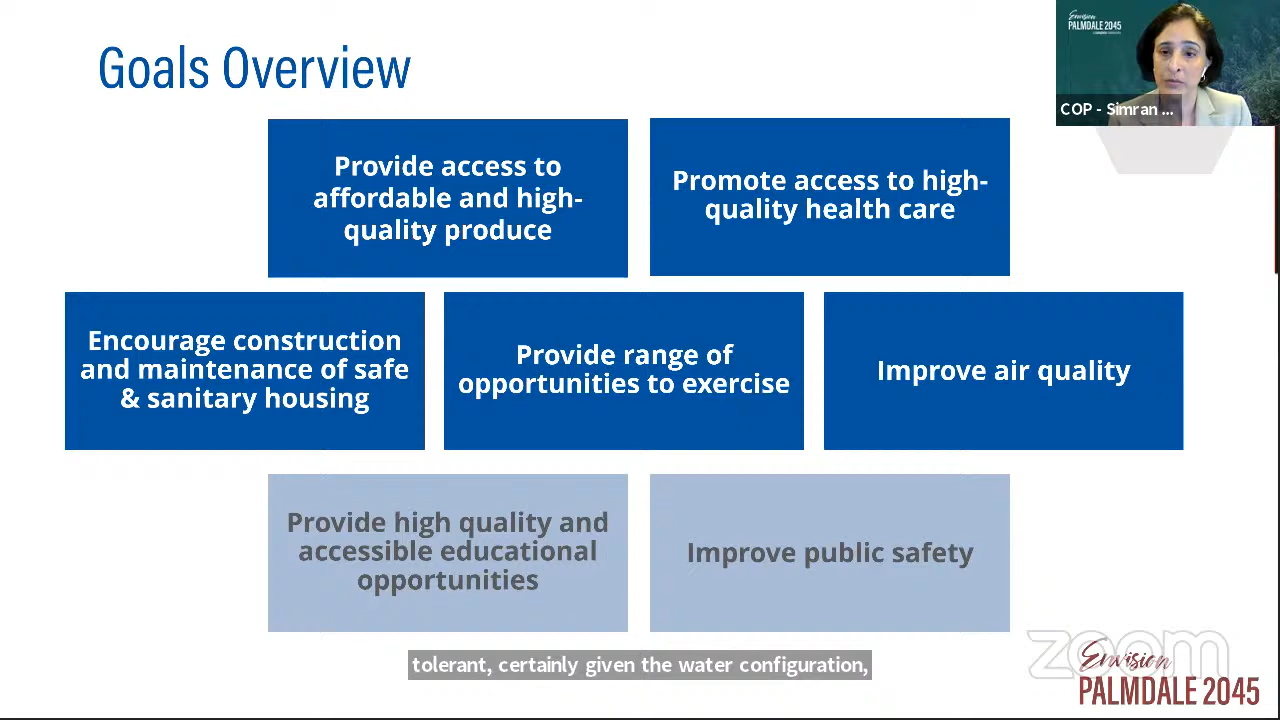 Goals Overview
Envision
PALMDALE 2045
COP - Simran ...
Provide access to
affordable and high-
quality produce
Promote access to high-
quality health care
Encourage construction
and maintenance of safe
& sanitary housing
Provide range of
opportunities to exercise
Improve air quality
Provide high quality and
accessible educational
opportunities
Improve public safety
tolerant, certainly given the water configuration,
zoom
Envision
PALMDALE 2045